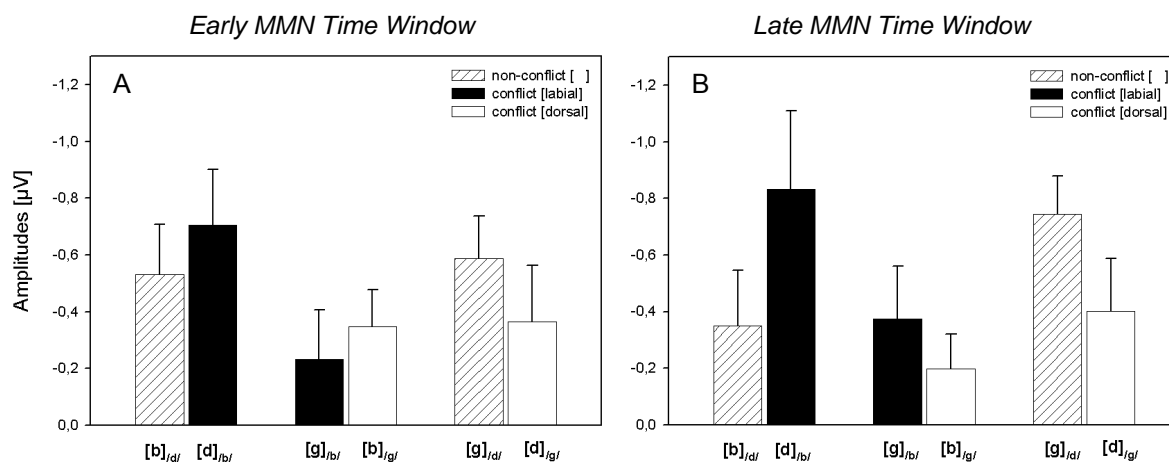 Early MMN Time Window
Late MMN Time Window
A
non-conflict [ ]
conflict [labial]
conflict [dorsal]
-1,2
-1,0
-0,8
-0,6
-0,4
-0,2
0,0
Amplitudes [µV]
[b]/d/ [d]/b/ [g]/b/ [b]/g/ [g]/d/ [d]/g/
B
non-conflict [ ]
conflict [labial]
conflict [dorsal]
-1,2
-1,0
-0,8
-0,6
-0,4
-0,2
0,0
[b]/d/ [d]/b/ [g]/b/ [b]/g/ [g]/d/ [d]/g/